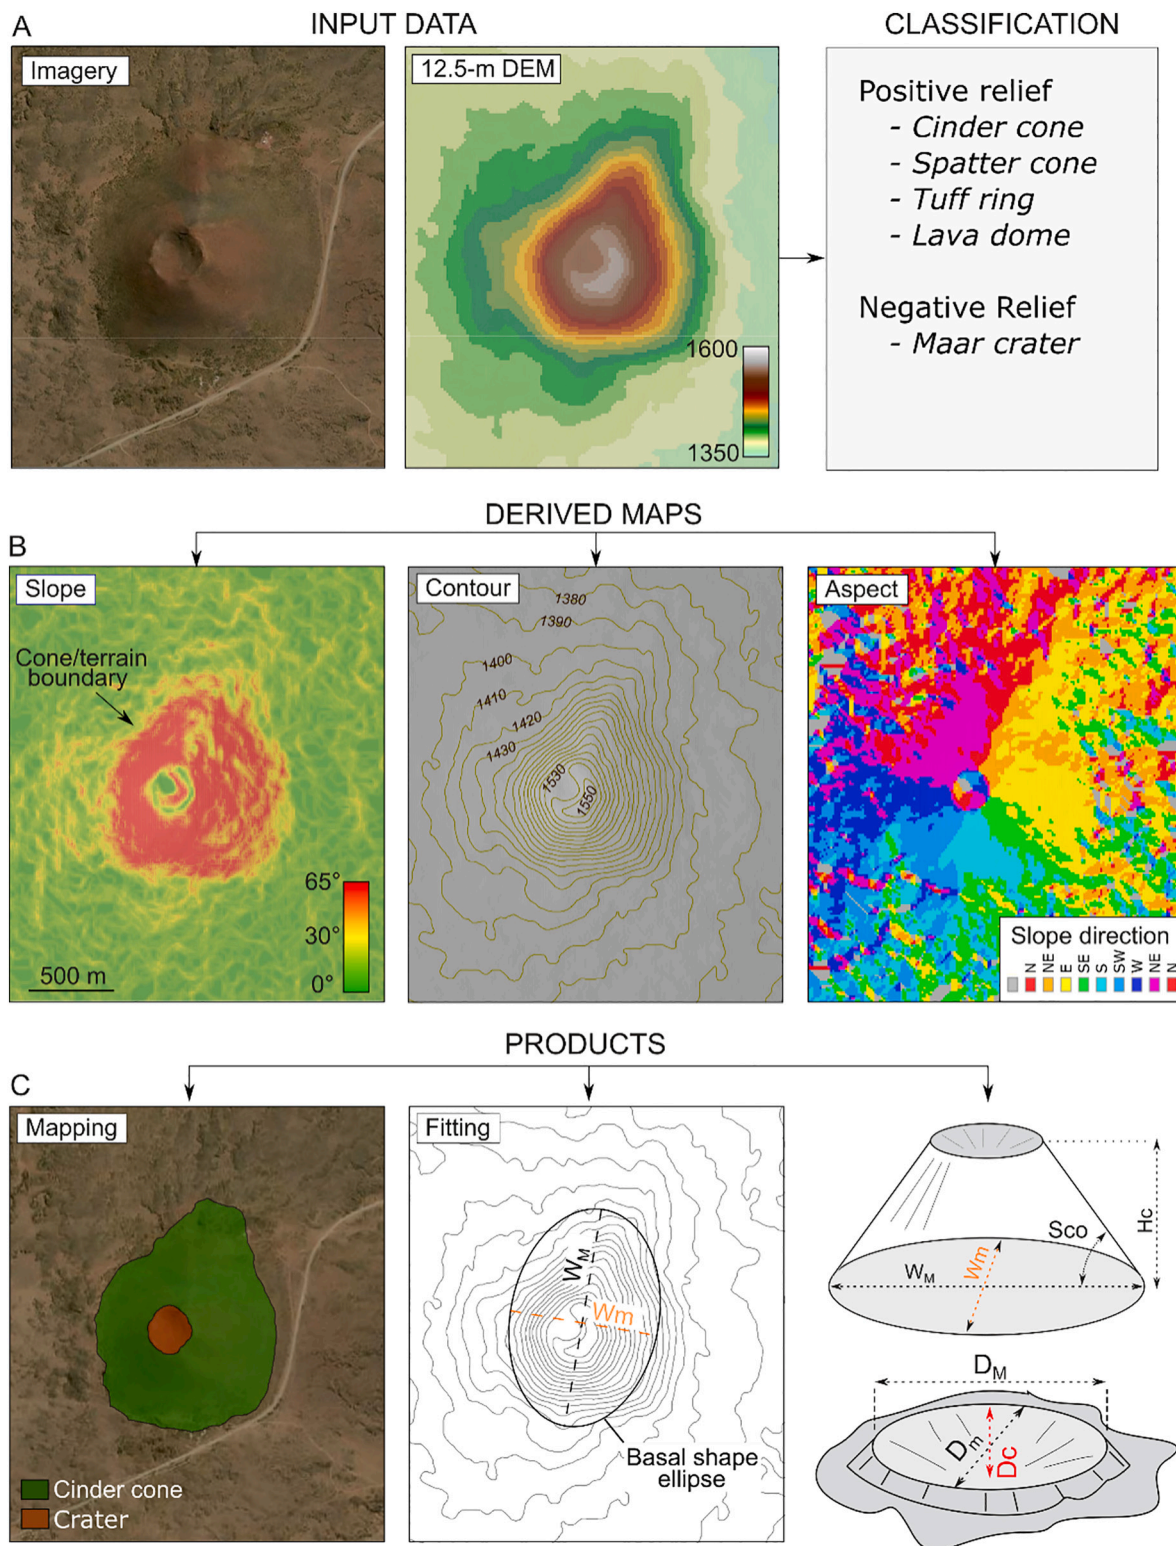 A
INPUT DATA
CLASSIFICATION
Imagery
12.5-m DEM
1600
1350
Positive relief
- Cinder cone
- Spatter cone
- Tuff ring
- Lava dome
Negative Relief
- Maar crater
DERIVED MAPS
B
Slope
Cone/terrain
boundary
65°
30°
0°
500 m
Contour
1380
1390
1400
1410
1420
1430
1530
1550
Aspect
Slope direction
N
NE
E
SE
S
SW
W
NE
N
PRODUCTS
C
Mapping
Cinder cone
Crater
Fitting
WM
Wm
Basal shape
ellipse
Hc
Sco
WM
Wm
DM
Dm
Dc